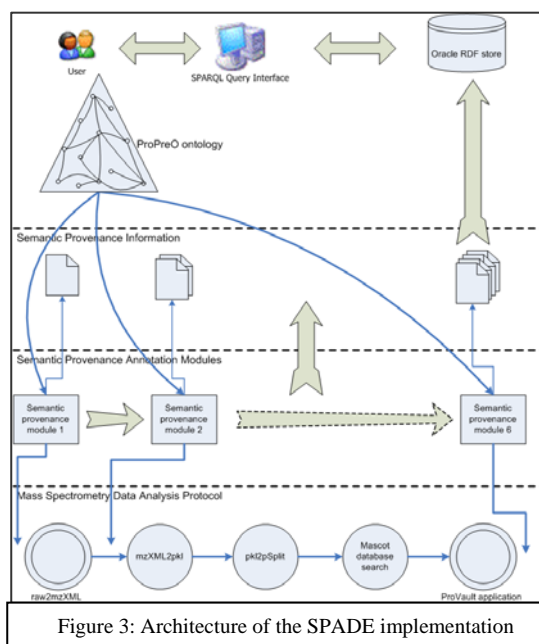 User
SPARQL Query Interface
Oracle RDF store
ProPreO ontology
Semantic Provenance Information
Semantic Provenance Annotation Modules
Semantic
provenance
module 1
Semantic
provenance
module 2
Semantic
provenance
module 6
Mass Spectrometry Data Analysis Protocol
raw2mzXML
mzXML2pkl
pkl2pSplit
Mascot
database
search
ProVault application
Figure 3: Architecture of the SPADE implementation